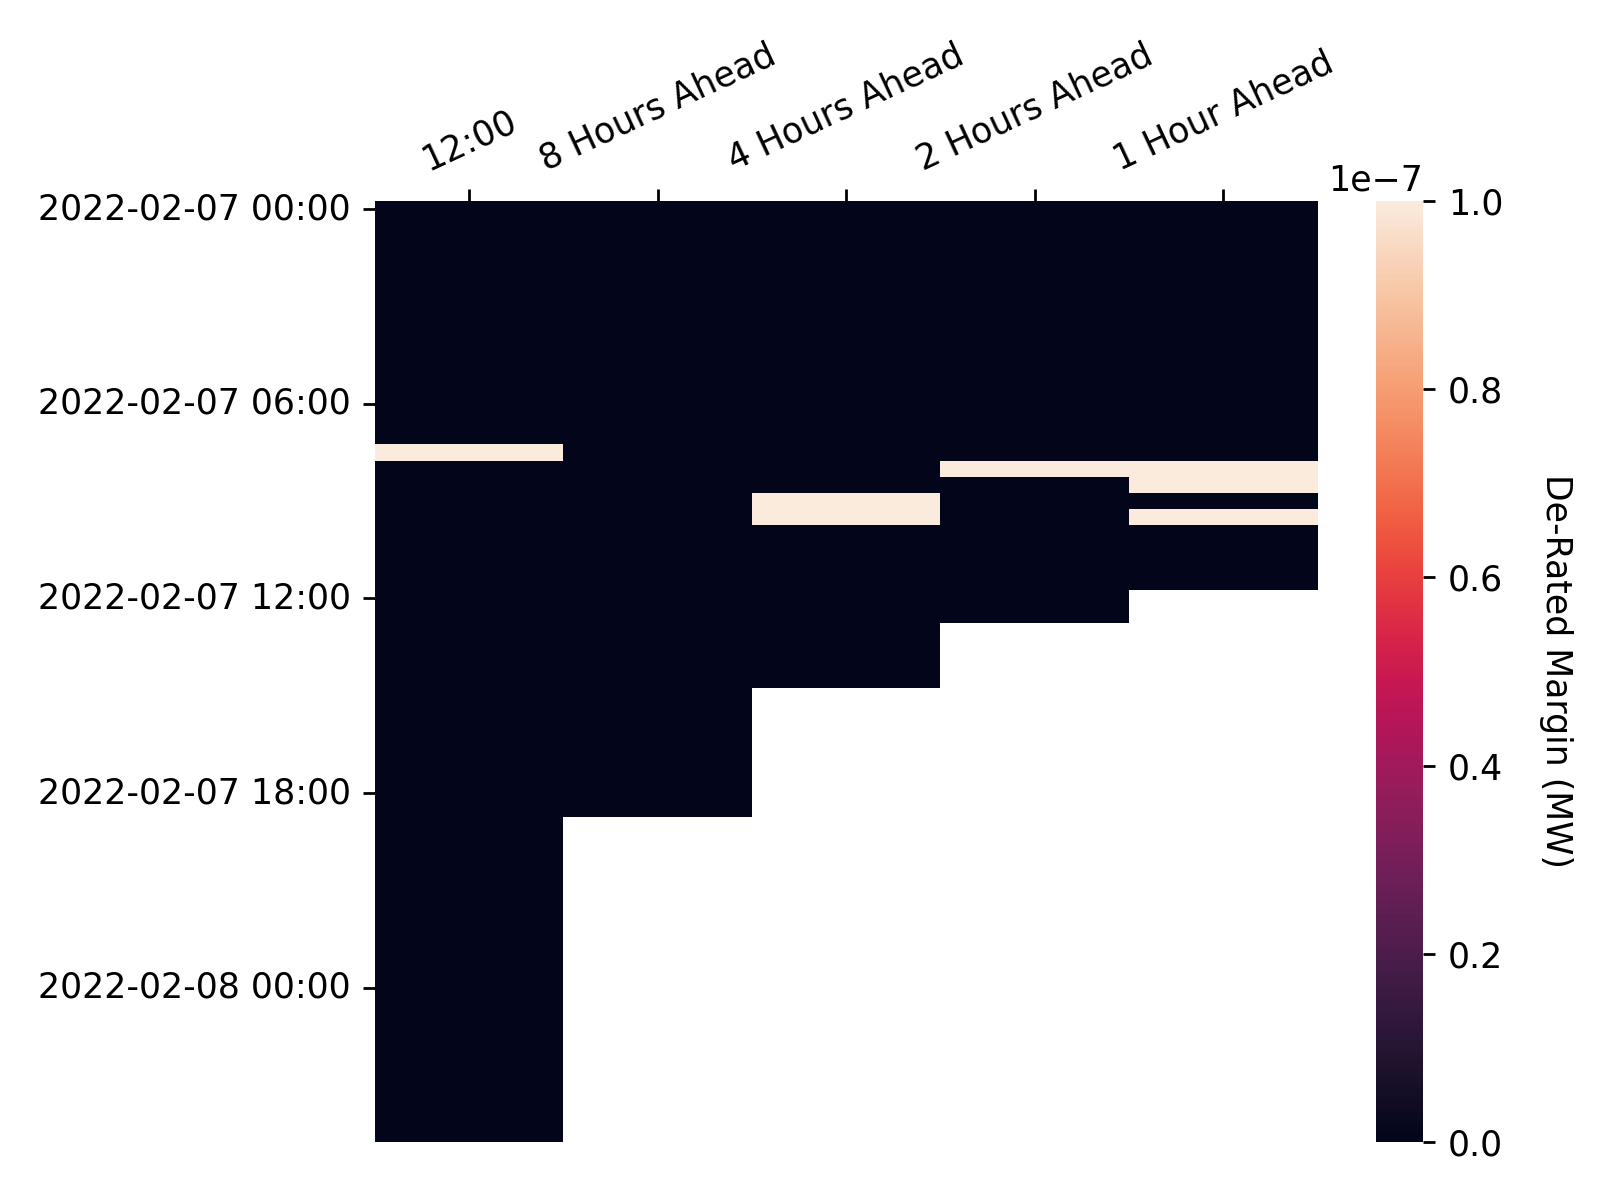 12:00
8 Hours Ahead
4 Hours Ahead
2 Hours Ahead
1 Hour Ahead
2022-02-07 00:00
2022-02-07 06:00
2022-02-07 12:00
2022-02-07 18:00
2022-02-08 00:00
1e−7
1.0
0.8
0.6
0.4
0.2
0.0
De-Rated Margin (MW)